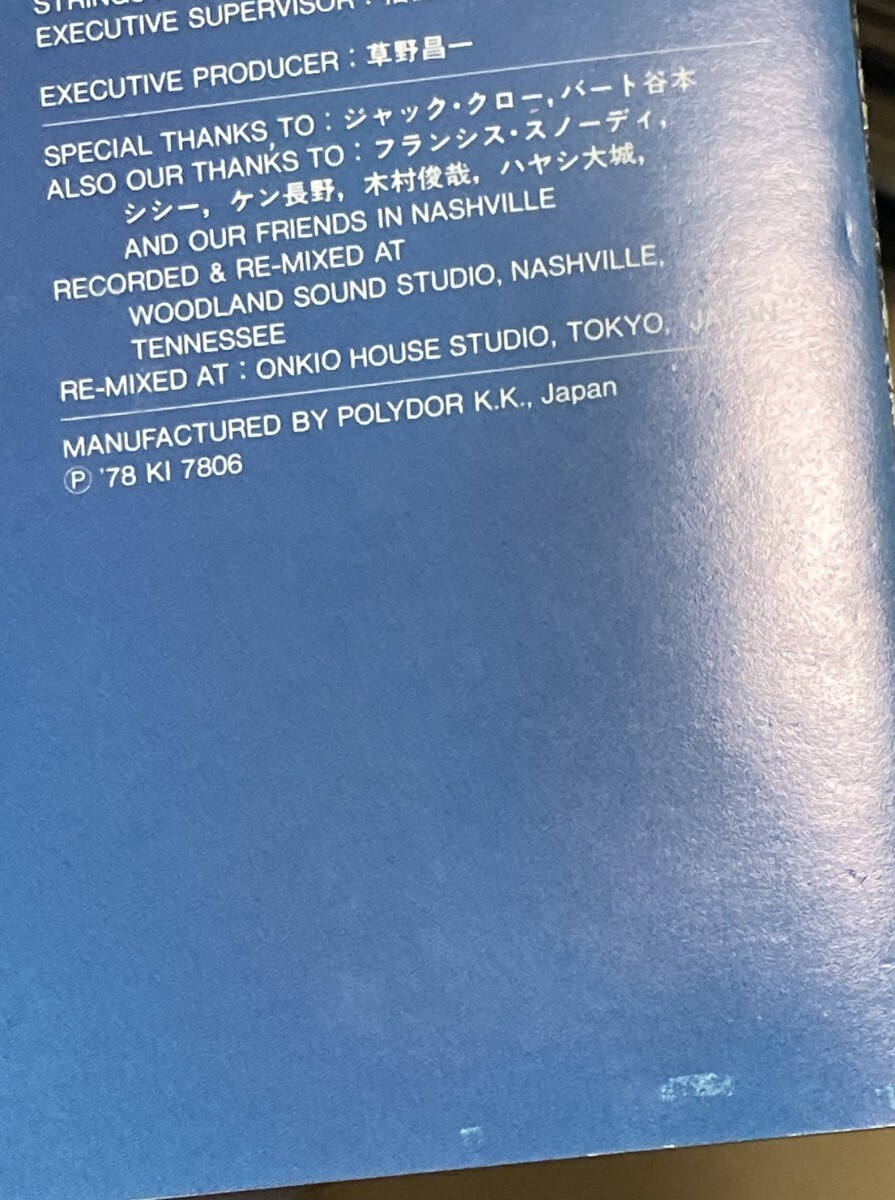 EXECUTIVE SUPERVISOR :
EXECUTIVE PRODUCER : 草野昌一
SPECIAL THANKS TO : ジャック・クロー, バート谷本
ALSO OUR THANKS TO : フランシス・スノーディ,
シシー, ケン長野, 木村俊哉, ハヤシ大城,
AND OUR FRIENDS IN NASHVILLE
RECORDED & RE-MIXED AT
WOODLAND SOUND STUDIO, NASHVILLE,
TENNESSEE
RE-MIXED AT : ONKIO HOUSE STUDIO, TOKYO, JAPAN
MANUFACTURED BY POLYDOR K.K., Japan
Ⓟ '78 KI 7806